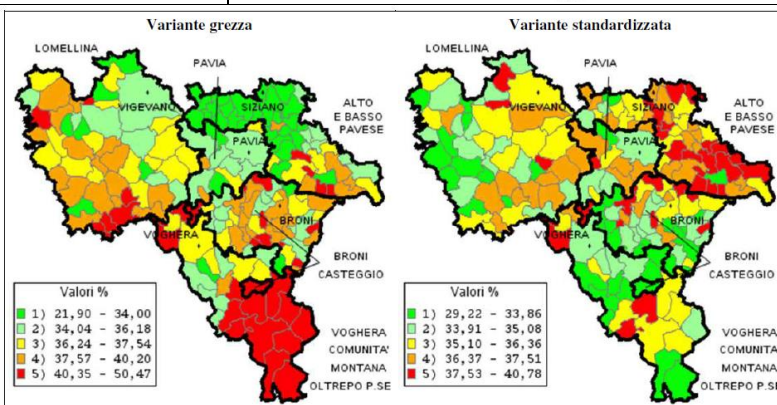 Variante grezza
LOMELLINA
PAVIA
VIGEVANO
SIZIANO
ALTO
E BASSO
PAVESE
PAVIA
VOGHERA
BRONI
BRONI
CASTEGGIO
Valori %
1) 21,90 - 34,00
2) 34,04 - 36,18
3) 36,24 - 37,54
4) 37,57 - 40,20
5) 40,35 - 50,47
VOGHERA
COMUNITA'
MONTANA
OLTREPO P.SE
Variante standardizzata
LOMELLINA
PAVIA
VIGEVANO
SIZIANO
ALTO
E BASSO
PAVESE
PAVIA
VOGHERA
BRONI
BRONI
CASTEGGIO
Valori %
1) 29,22 - 33,86
2) 33,91 - 35,08
3) 35,10 - 36,36
4) 36,37 - 37,51
5) 37,53 - 40,78
VOGHERA
COMUNITA'
MONTANA
OLTREPO P.SE